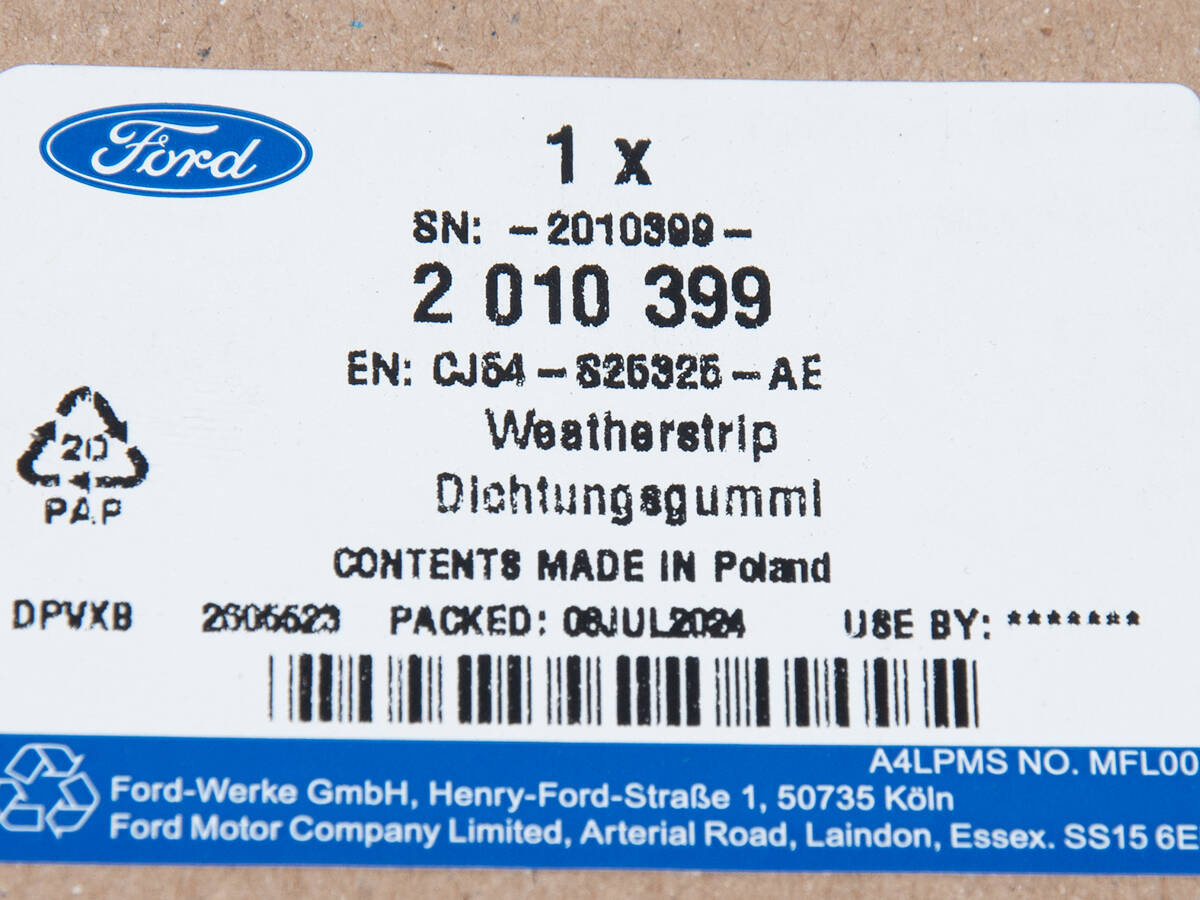 Ford
1 x
SN: -2010399-
2 010 399
EN: CJ54-S25325-AE
Weatherstrip
Dichtungsgummi
20
PAP
CONTENTS MADE IN Poland
DPVXB PACKED: 08JUL2024 USE BY: *******
A4LPMS NO. MFL00
Ford-Werke GmbH, Henry-Ford-Straße 1, 50735 Köln
Ford Motor Company Limited, Arterial Road, Laindon, Essex. SS15 6E